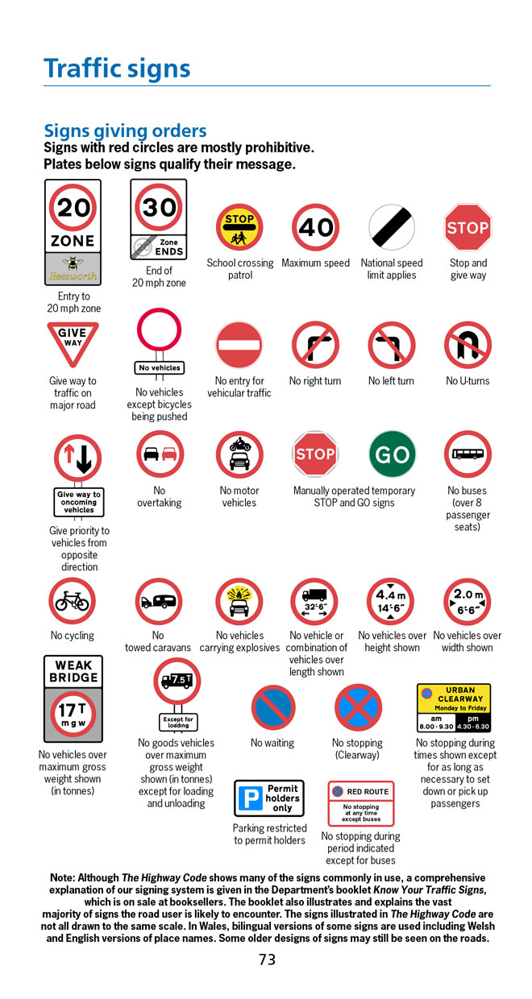 Traffic signs
Signs giving orders
Signs with red circles are mostly prohibitive.
Plates below signs qualify their message.
20
ZONE
Beesworth
Entry to
20 mph zone
30
20
Zone
ENDS
End of
20 mph zone
STOP
School crossing
patrol
40
Maximum speed
National speed
limit applies
STOP
Stop and
give way
GIVE
WAY
Give way to
traffic on
major road
No vehicles
No vehicles
except bicycles
being pushed
No entry for
vehicular traffic
No right turn
No left turn
No U-turns
Give way to
oncoming
vehicles
Give priority to
vehicles from
opposite
direction
No
overtaking
No motor
vehicles
STOP
GO
Manually operated temporary
STOP and GO signs
No buses
(over 8
passenger
seats)
No cycling
No
towed caravans
No vehicles
carrying explosives
32'-6"
No vehicle or
combination of
vehicles over
length shown
4.4 m
14'-6"
No vehicles over
height shown
2.0 m
6'-6"
No vehicles over
width shown
WEAK
BRIDGE
17 T
m g w
No vehicles over
maximum gross
weight shown
(in tonnes)
7.5 T
Except for
loading
No goods vehicles
over maximum
gross weight
shown (in tonnes)
except for loading
and unloading
No waiting
No stopping
(Clearway)
URBAN
CLEARWAY
Monday to Friday
am pm
8.00 - 9.30 4.30 - 6.30
No stopping during
times shown except
for as long as
necessary to set
down or pick up
passengers
P
Permit
holders
only
Parking restricted
to permit holders
RED ROUTE
No stopping
at any time
except buses
No stopping during
period indicated
except for buses
Note: Although The Highway Code shows many of the signs commonly in use, a comprehensive
explanation of our signing system is given in the Department's booklet Know Your Traffic Signs,
which is on sale at booksellers. The booklet also illustrates and explains the vast
majority of signs the road user is likely to encounter. The signs illustrated in The Highway Code are
not all drawn to the same scale. In Wales, bilingual versions of some signs are used including Welsh
and English versions of place names. Some older designs of signs may still be seen on the roads.
73